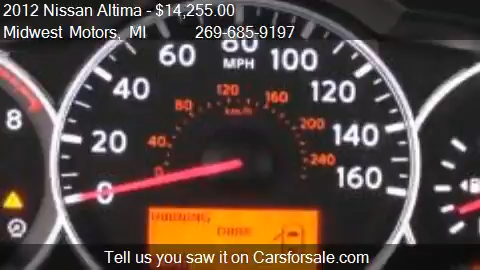 2012 Nissan Altima - $14,255.00
Midwest Motors, MI 269-685-9197
80
60 MPH 100
40 120
20 140
0 160
120
80 160
km/h
40 200
0 240
8
WARNING
Tell us you saw it on Carsforsale.com